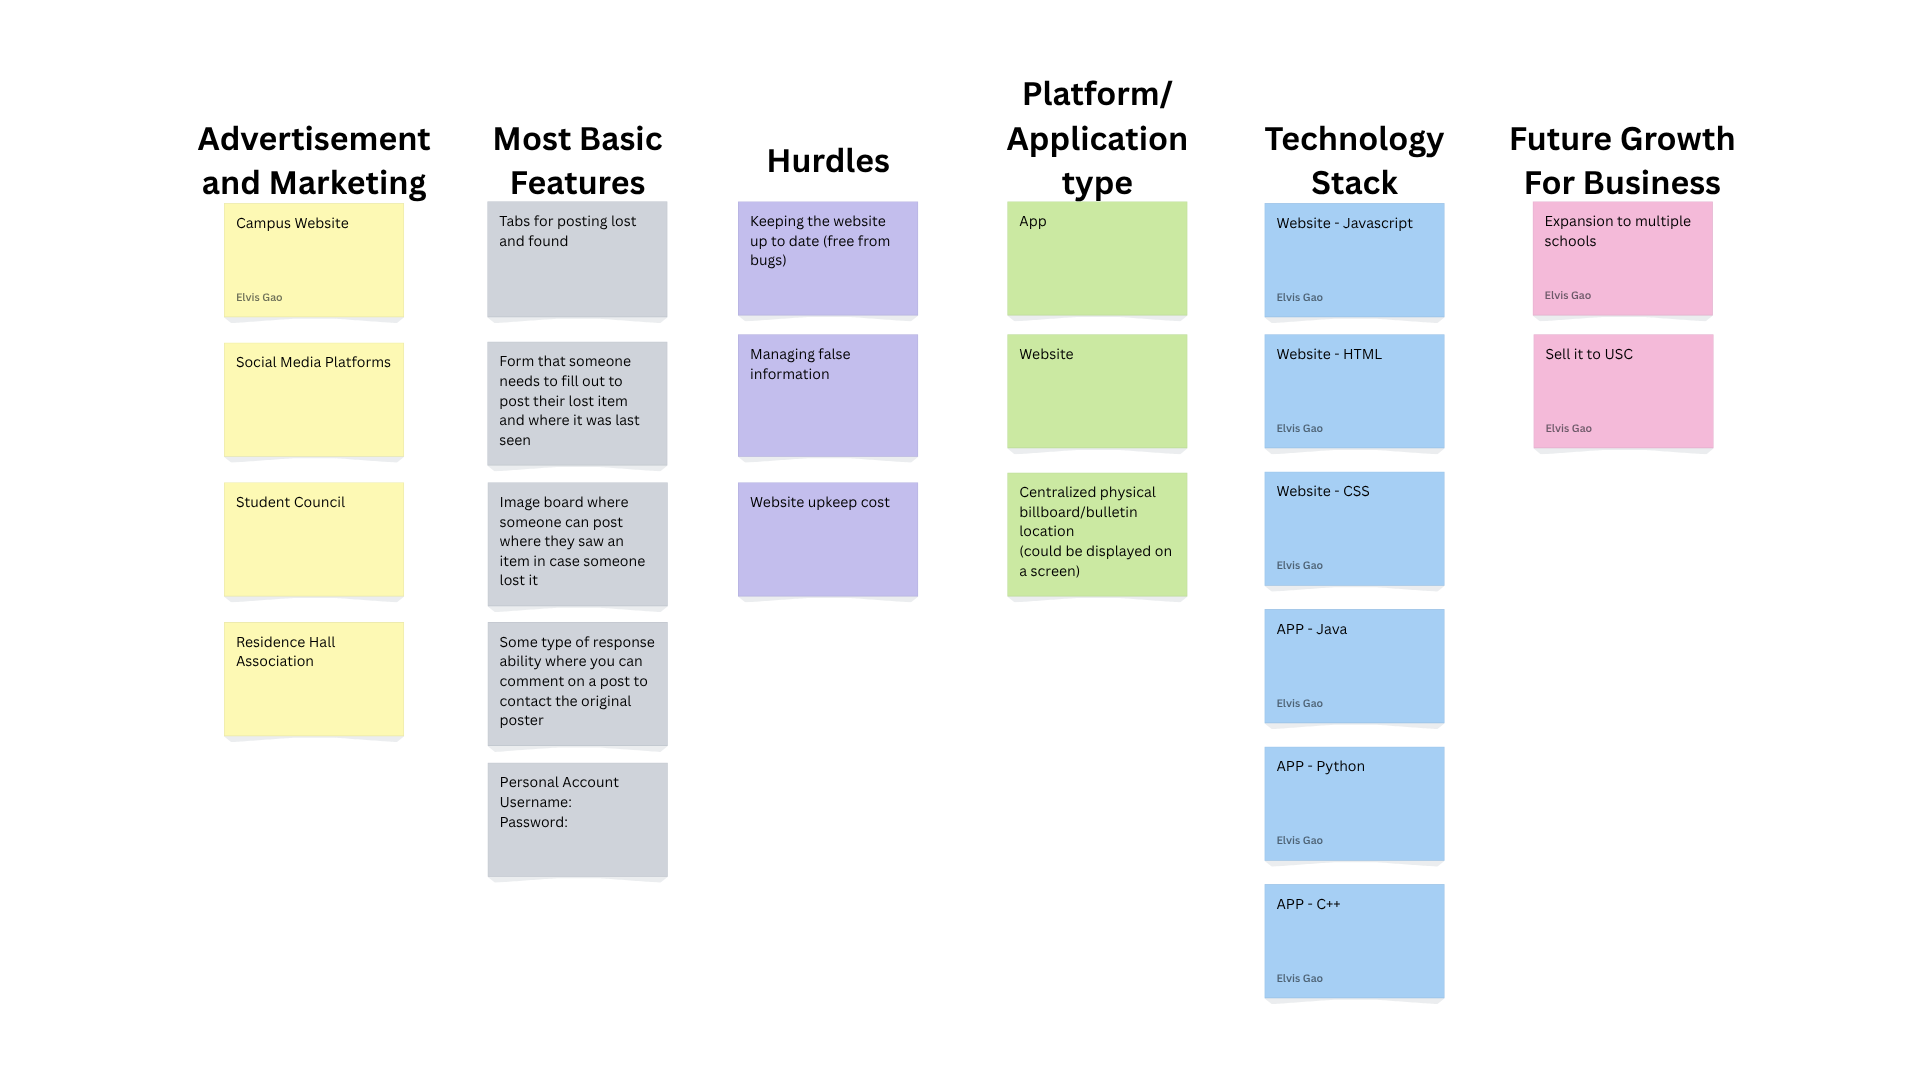 Advertisement
and Marketing
Campus Website
Elvis Gao
Social Media Platforms
Student Council
Residence Hall
Association
Most Basic
Features
Tabs for posting lost
and found
Form that someone
needs to fill out to
post their lost item
and where it was last
seen
Image board where
someone can post
where they saw an
item in case someone
lost it
Some type of response
ability where you can
comment on a post to
contact the original
poster
Personal Account
Username:
Password:
Hurdles
Keeping the website
up to date (free from
bugs)
Managing false
information
Website upkeep cost
Platform/
Application
type
App
Website
Centralized physical
billboard/bulletin
location
(could be displayed on
a screen)
Technology
Stack
Website - Javascript
Elvis Gao
Website - HTML
Elvis Gao
Website - CSS
Elvis Gao
APP - Java
Elvis Gao
APP - Python
Elvis Gao
APP - C++
Elvis Gao
Future Growth
For Business
Expansion to multiple
schools
Elvis Gao
Sell it to USC
Elvis Gao